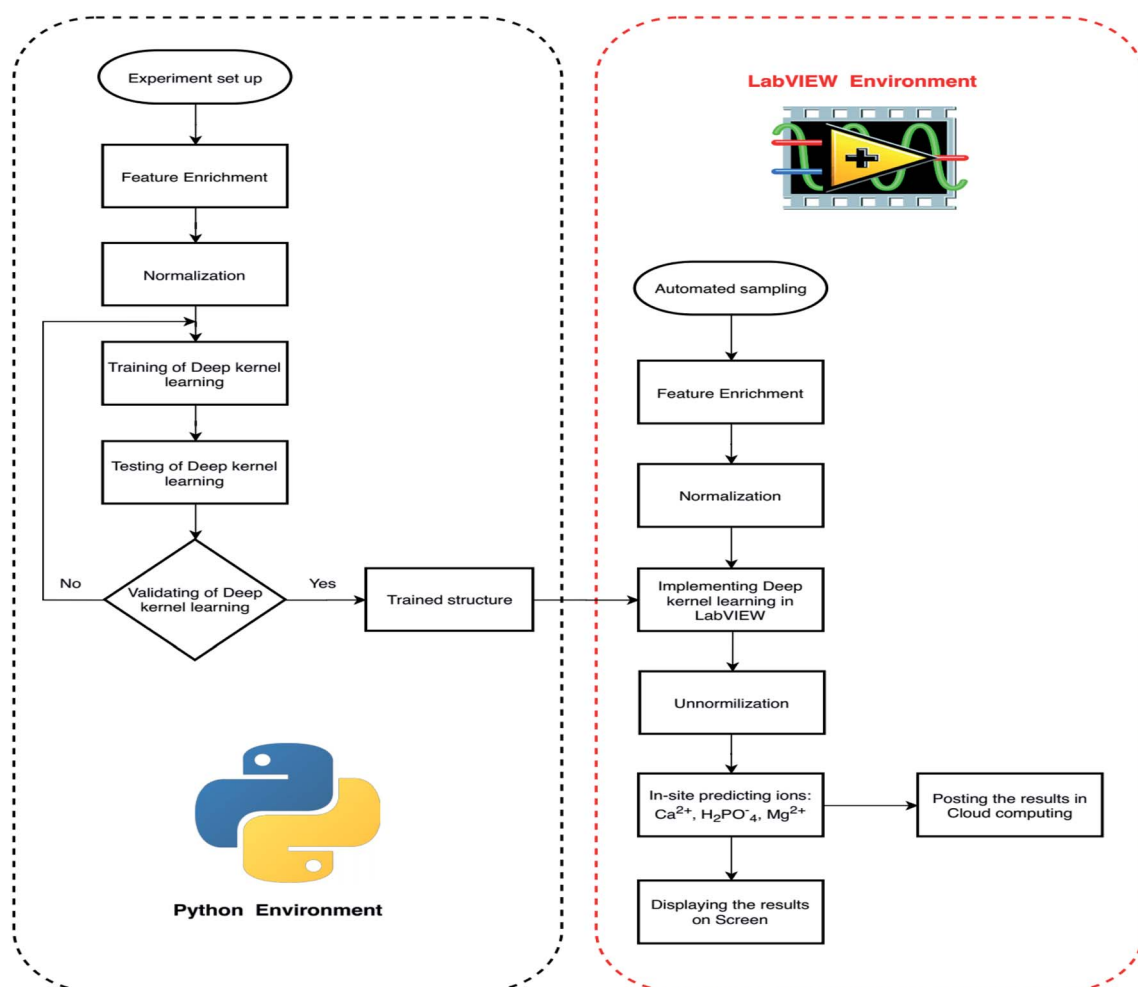 Experiment set up
Feature Enrichment
Normalization
Training of Deep kernel
learning
Testing of Deep kernel
learning
No
Validating of Deep
kernel learning
Yes
Trained structure
Python Environment
LabVIEW Environment
Automated sampling
Feature Enrichment
Normalization
Implementing Deep
kernel learning in
LabVIEW
Unnormilization
In-site predicting ions:
Ca²⁺, H₂PO⁻₄, Mg²⁺
Posting the results in
Cloud computing
Displaying the results
on Screen